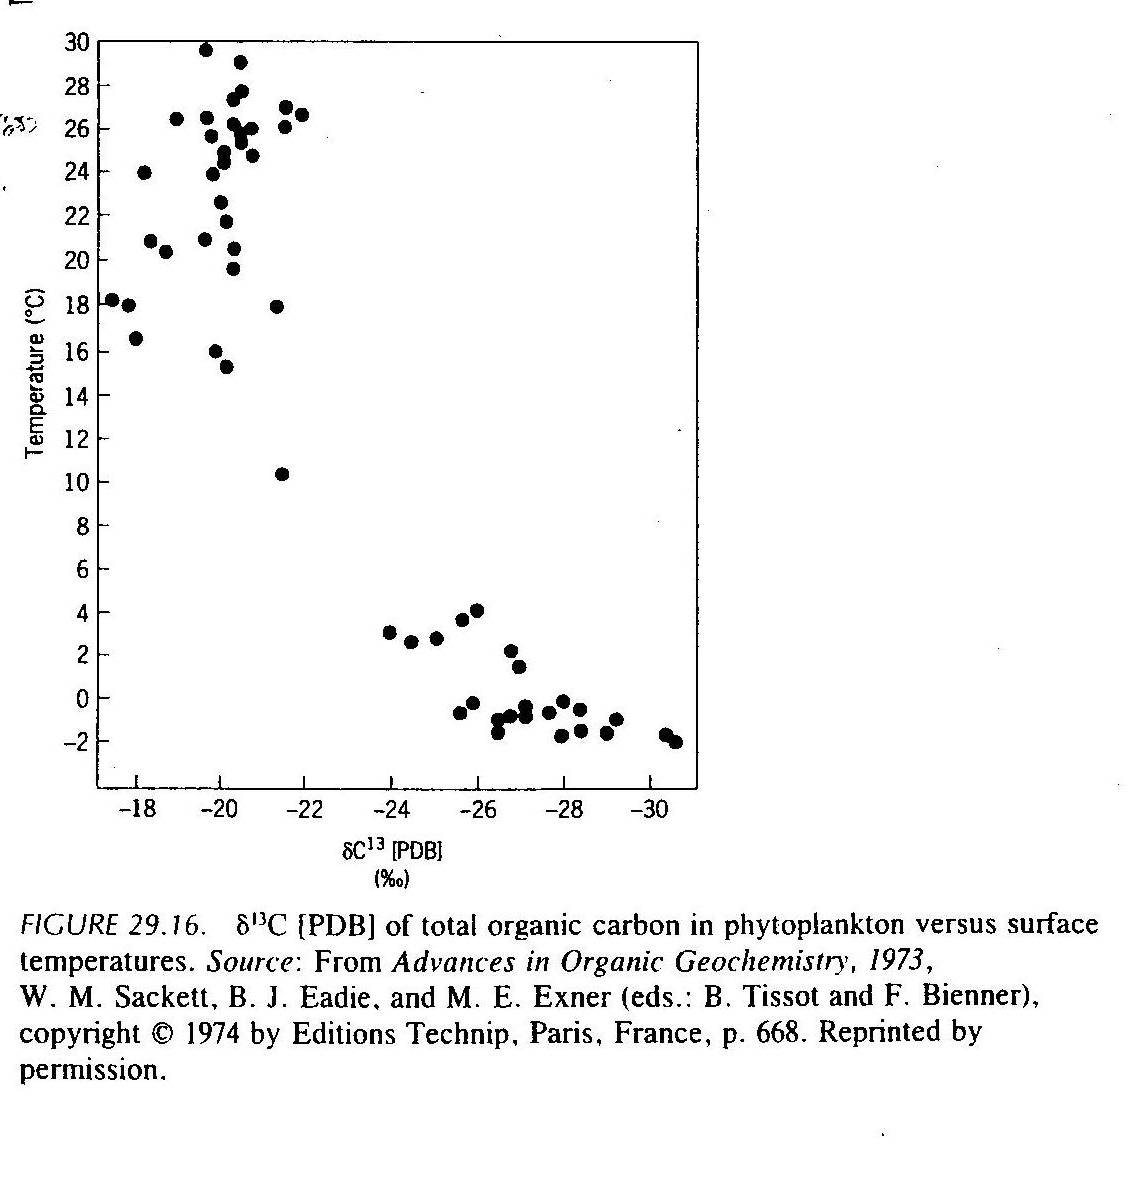 30
28
26
24
22
20
18
16
14
12
10
8
6
4
2
0
−2
Temperature (°C)
−18 −20 −22 −24 −26 −28 −30
δC¹³ [PDB]
(‰)
FIGURE 29.16. δ¹³C [PDB] of total organic carbon in phytoplankton versus surface
temperatures. Source: From Advances in Organic Geochemistry, 1973,
W. M. Sackett, B. J. Eadie, and M. E. Exner (eds.: B. Tissot and F. Bienner),
copyright © 1974 by Editions Technip, Paris, France, p. 668. Reprinted by
permission.